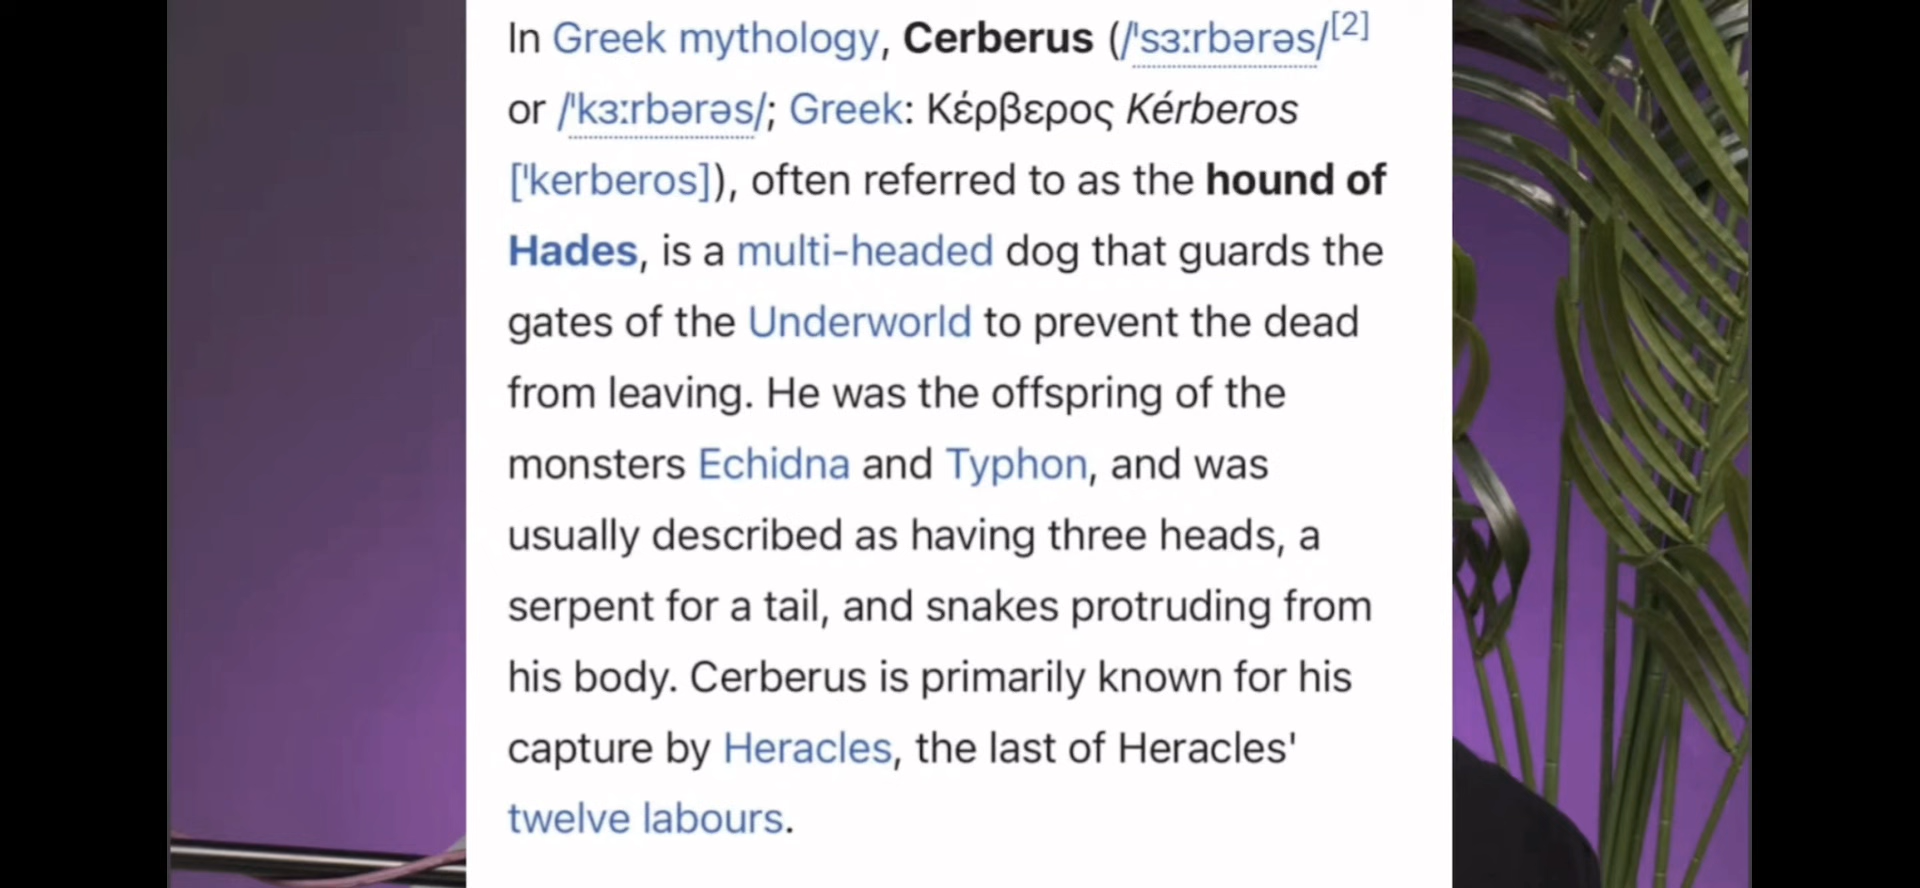 In Greek mythology, Cerberus (/ˈsɜːrbərəs/[2]
or /ˈkɜːrbərəs/; Greek: Κέρβερος Kérberos
[ˈkerberos]), often referred to as the hound of
Hades, is a multi-headed dog that guards the
gates of the Underworld to prevent the dead
from leaving. He was the offspring of the
monsters Echidna and Typhon, and was
usually described as having three heads, a
serpent for a tail, and snakes protruding from
his body. Cerberus is primarily known for his
capture by Heracles, the last of Heracles'
twelve labours.